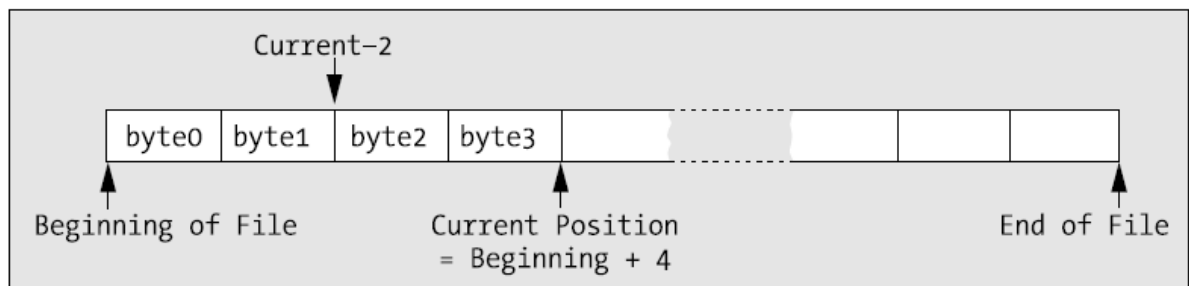 Current–2
byte0 byte1 byte2 byte3
Beginning of File Current Position End of File
= Beginning + 4